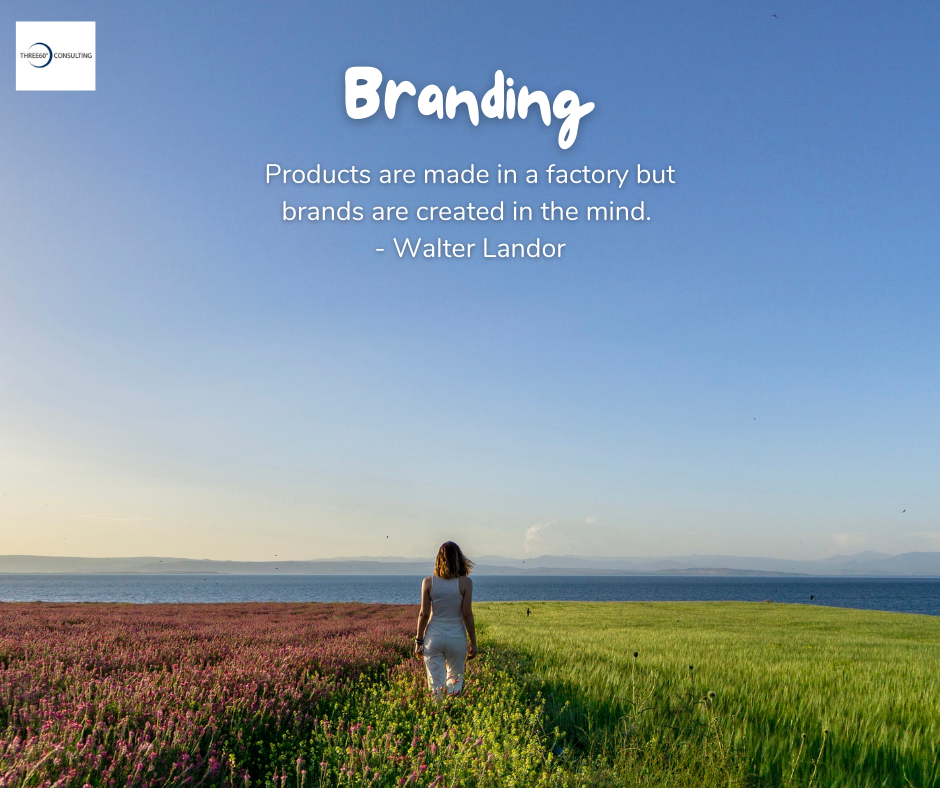 THREE60° CONSULTING
Branding
Products are made in a factory but
brands are created in the mind.
- Walter Landor